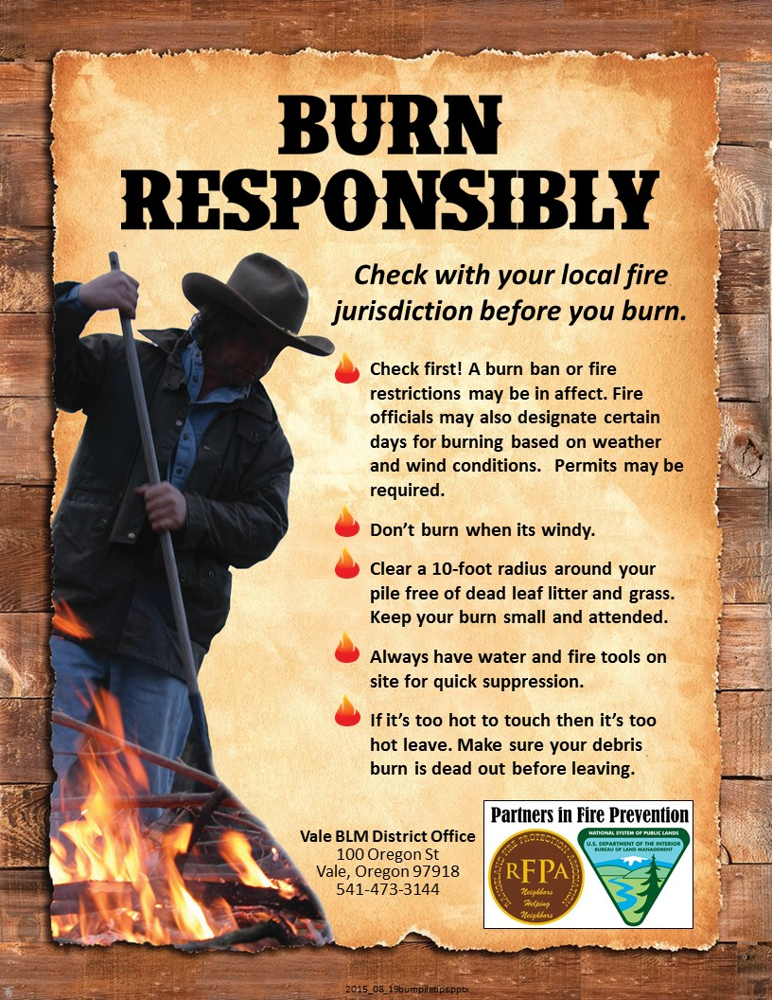 BURN
RESPONSIBLY
Check with your local fire
jurisdiction before you burn.
Check first! A burn ban or fire
restrictions may be in affect. Fire
officials may also designate certain
days for burning based on weather
and wind conditions.  Permits may be
required.
Don’t burn when its windy.
Clear a 10-foot radius around your
pile free of dead leaf litter and grass.
Keep your burn small and attended.
Always have water and fire tools on
site for quick suppression.
If it’s too hot to touch then it’s too
hot leave. Make sure your debris
burn is dead out before leaving.
Vale BLM District Office
100 Oregon St
Vale, Oregon 97918
541-473-3144
Partners in Fire Prevention
RANGELAND FIRE PROTECTION ASSOCIATION
RFPA
Neighbors
Helping
Neighbors
NATIONAL SYSTEM OF PUBLIC LANDS
U.S. DEPARTMENT OF THE INTERIOR
BUREAU OF LAND MANAGEMENT
2015_08_19burnpiletips.pptx